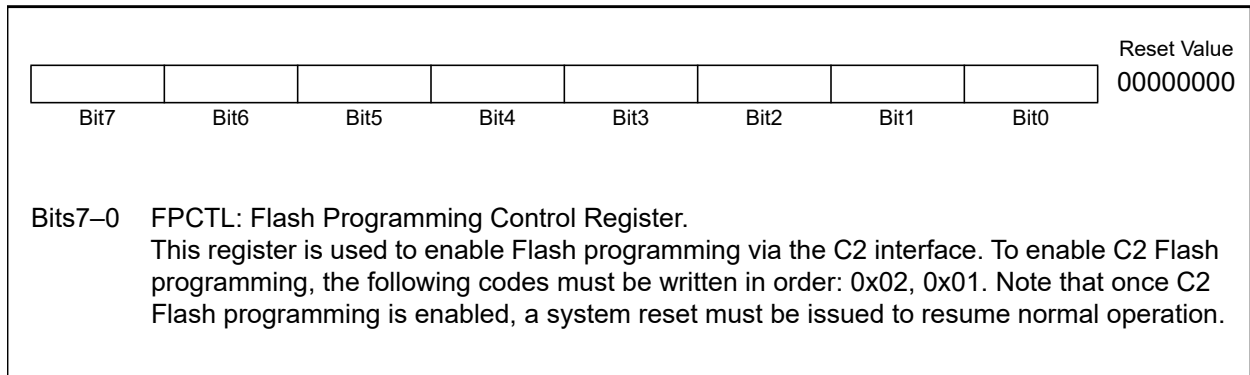 Reset Value
00000000
Bit7 Bit6 Bit5 Bit4 Bit3 Bit2 Bit1 Bit0
Bits7–0 FPCTL: Flash Programming Control Register.
This register is used to enable Flash programming via the C2 interface. To enable C2 Flash
programming, the following codes must be written in order: 0x02, 0x01. Note that once C2
Flash programming is enabled, a system reset must be issued to resume normal operation.